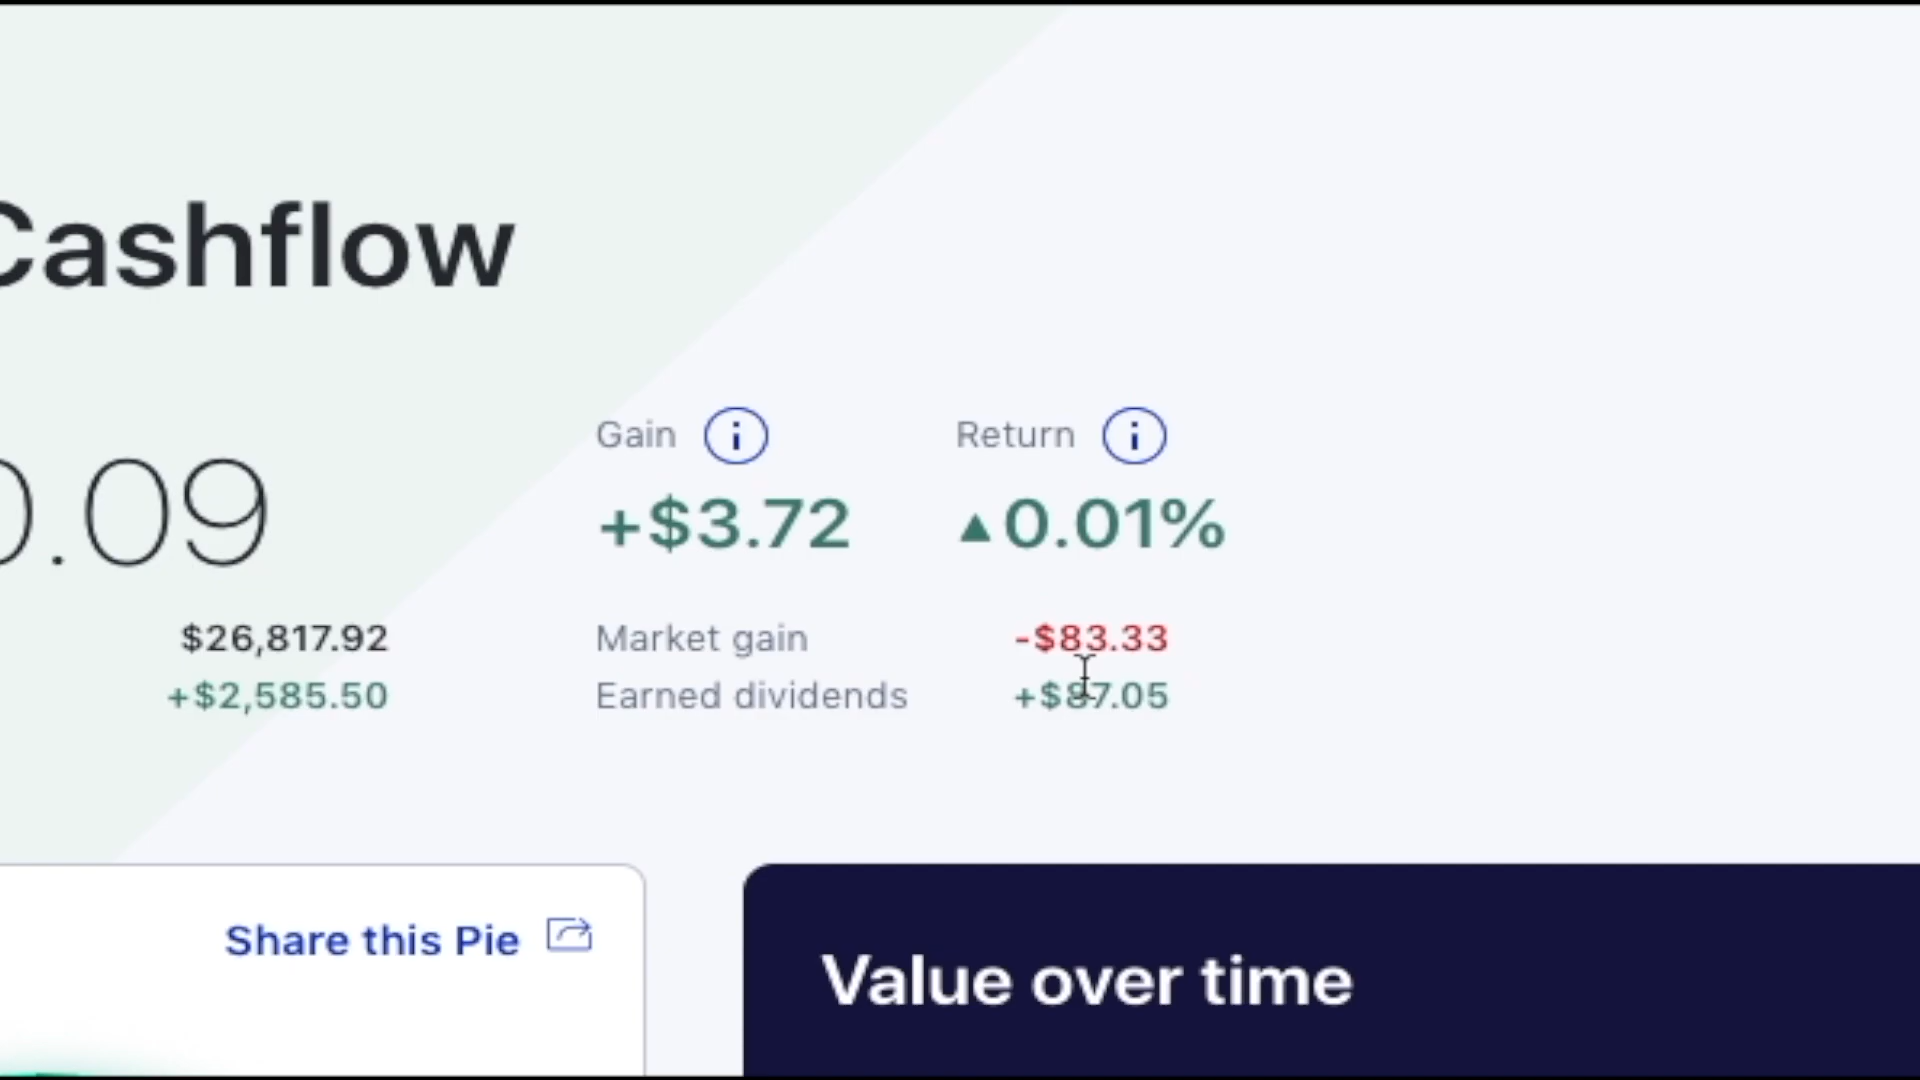 Cashflow
Gain
Return
0.09
+$3.72
▲0.01%
$26,817.92
Market gain
-$83.33
+$2,585.50
Earned dividends
+$87.05
Share this Pie
Value over time